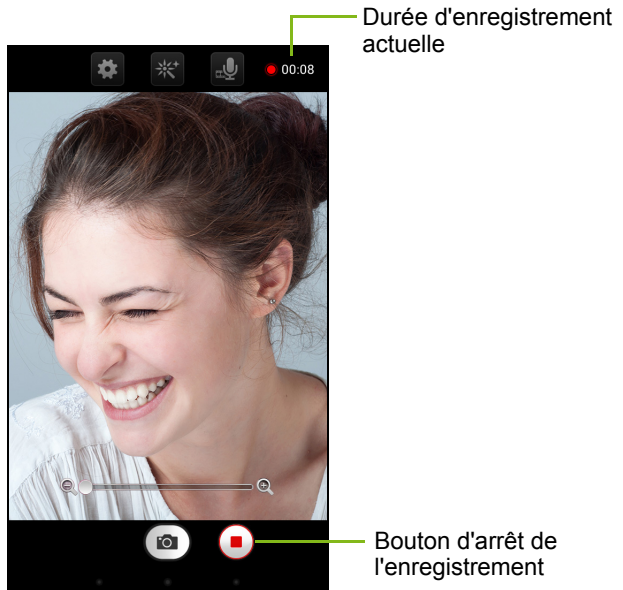 Durée d'enregistrement
actuelle
00:08
Bouton d'arrêt de
l'enregistrement